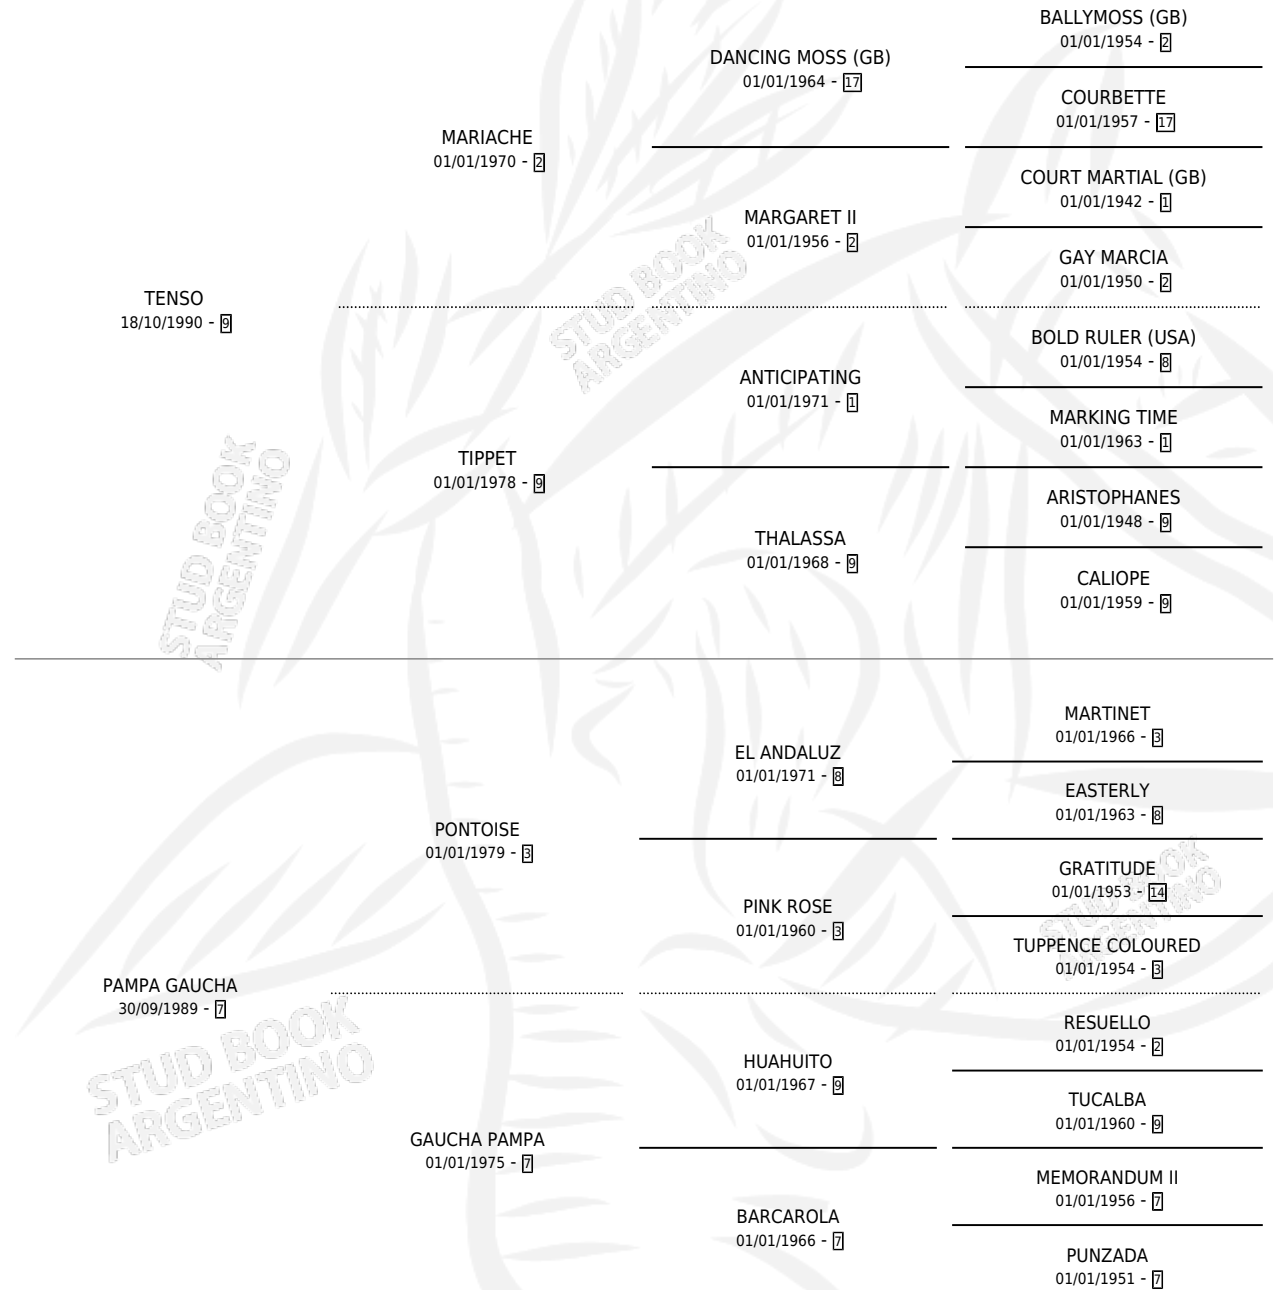 BALLYMOSS (GB)
01/01/1954 - 2
DANCING MOSS (GB)
01/01/1964 - 17
COURBETTE
01/01/1957 - 17
MARIACHE
01/01/1970 - 2
COURT MARTIAL (GB)
01/01/1942 - 1
MARGARET II
01/01/1956 - 2
GAY MARCIA
01/01/1950 - 2
TENSO
18/10/1990 - 9
BOLD RULER (USA)
01/01/1954 - 8
ANTICIPATING
01/01/1971 - 1
MARKING TIME
01/01/1963 - 1
TIPPET
01/01/1978 - 9
ARISTOPHANES
01/01/1948 - 9
THALASSA
01/01/1968 - 9
CALIOPE
01/01/1959 - 9
STUD BOOK
ARGENTINO
STUD BOOK
ARGENTINO
MARTINET
01/01/1966 - 3
EL ANDALUZ
01/01/1971 - 8
EASTERLY
01/01/1963 - 8
PONTOISE
01/01/1979 - 3
GRATITUDE
01/01/1953 - 14
PINK ROSE
01/01/1960 - 3
TUPPENCE COLOURED
01/01/1954 - 3
STUD BOOK
ARGENTINO
PAMPA GAUCHA
30/09/1989 - 7
RESUELLO
01/01/1954 - 2
HUAHUITO
01/01/1967 - 9
TUCALBA
01/01/1960 - 9
GAUCHA PAMPA
01/01/1975 - 7
MEMORANDUM II
01/01/1956 - 7
BARCAROLA
01/01/1966 - 7
PUNZADA
01/01/1951 - 7
STUD BOOK
ARGENTINO